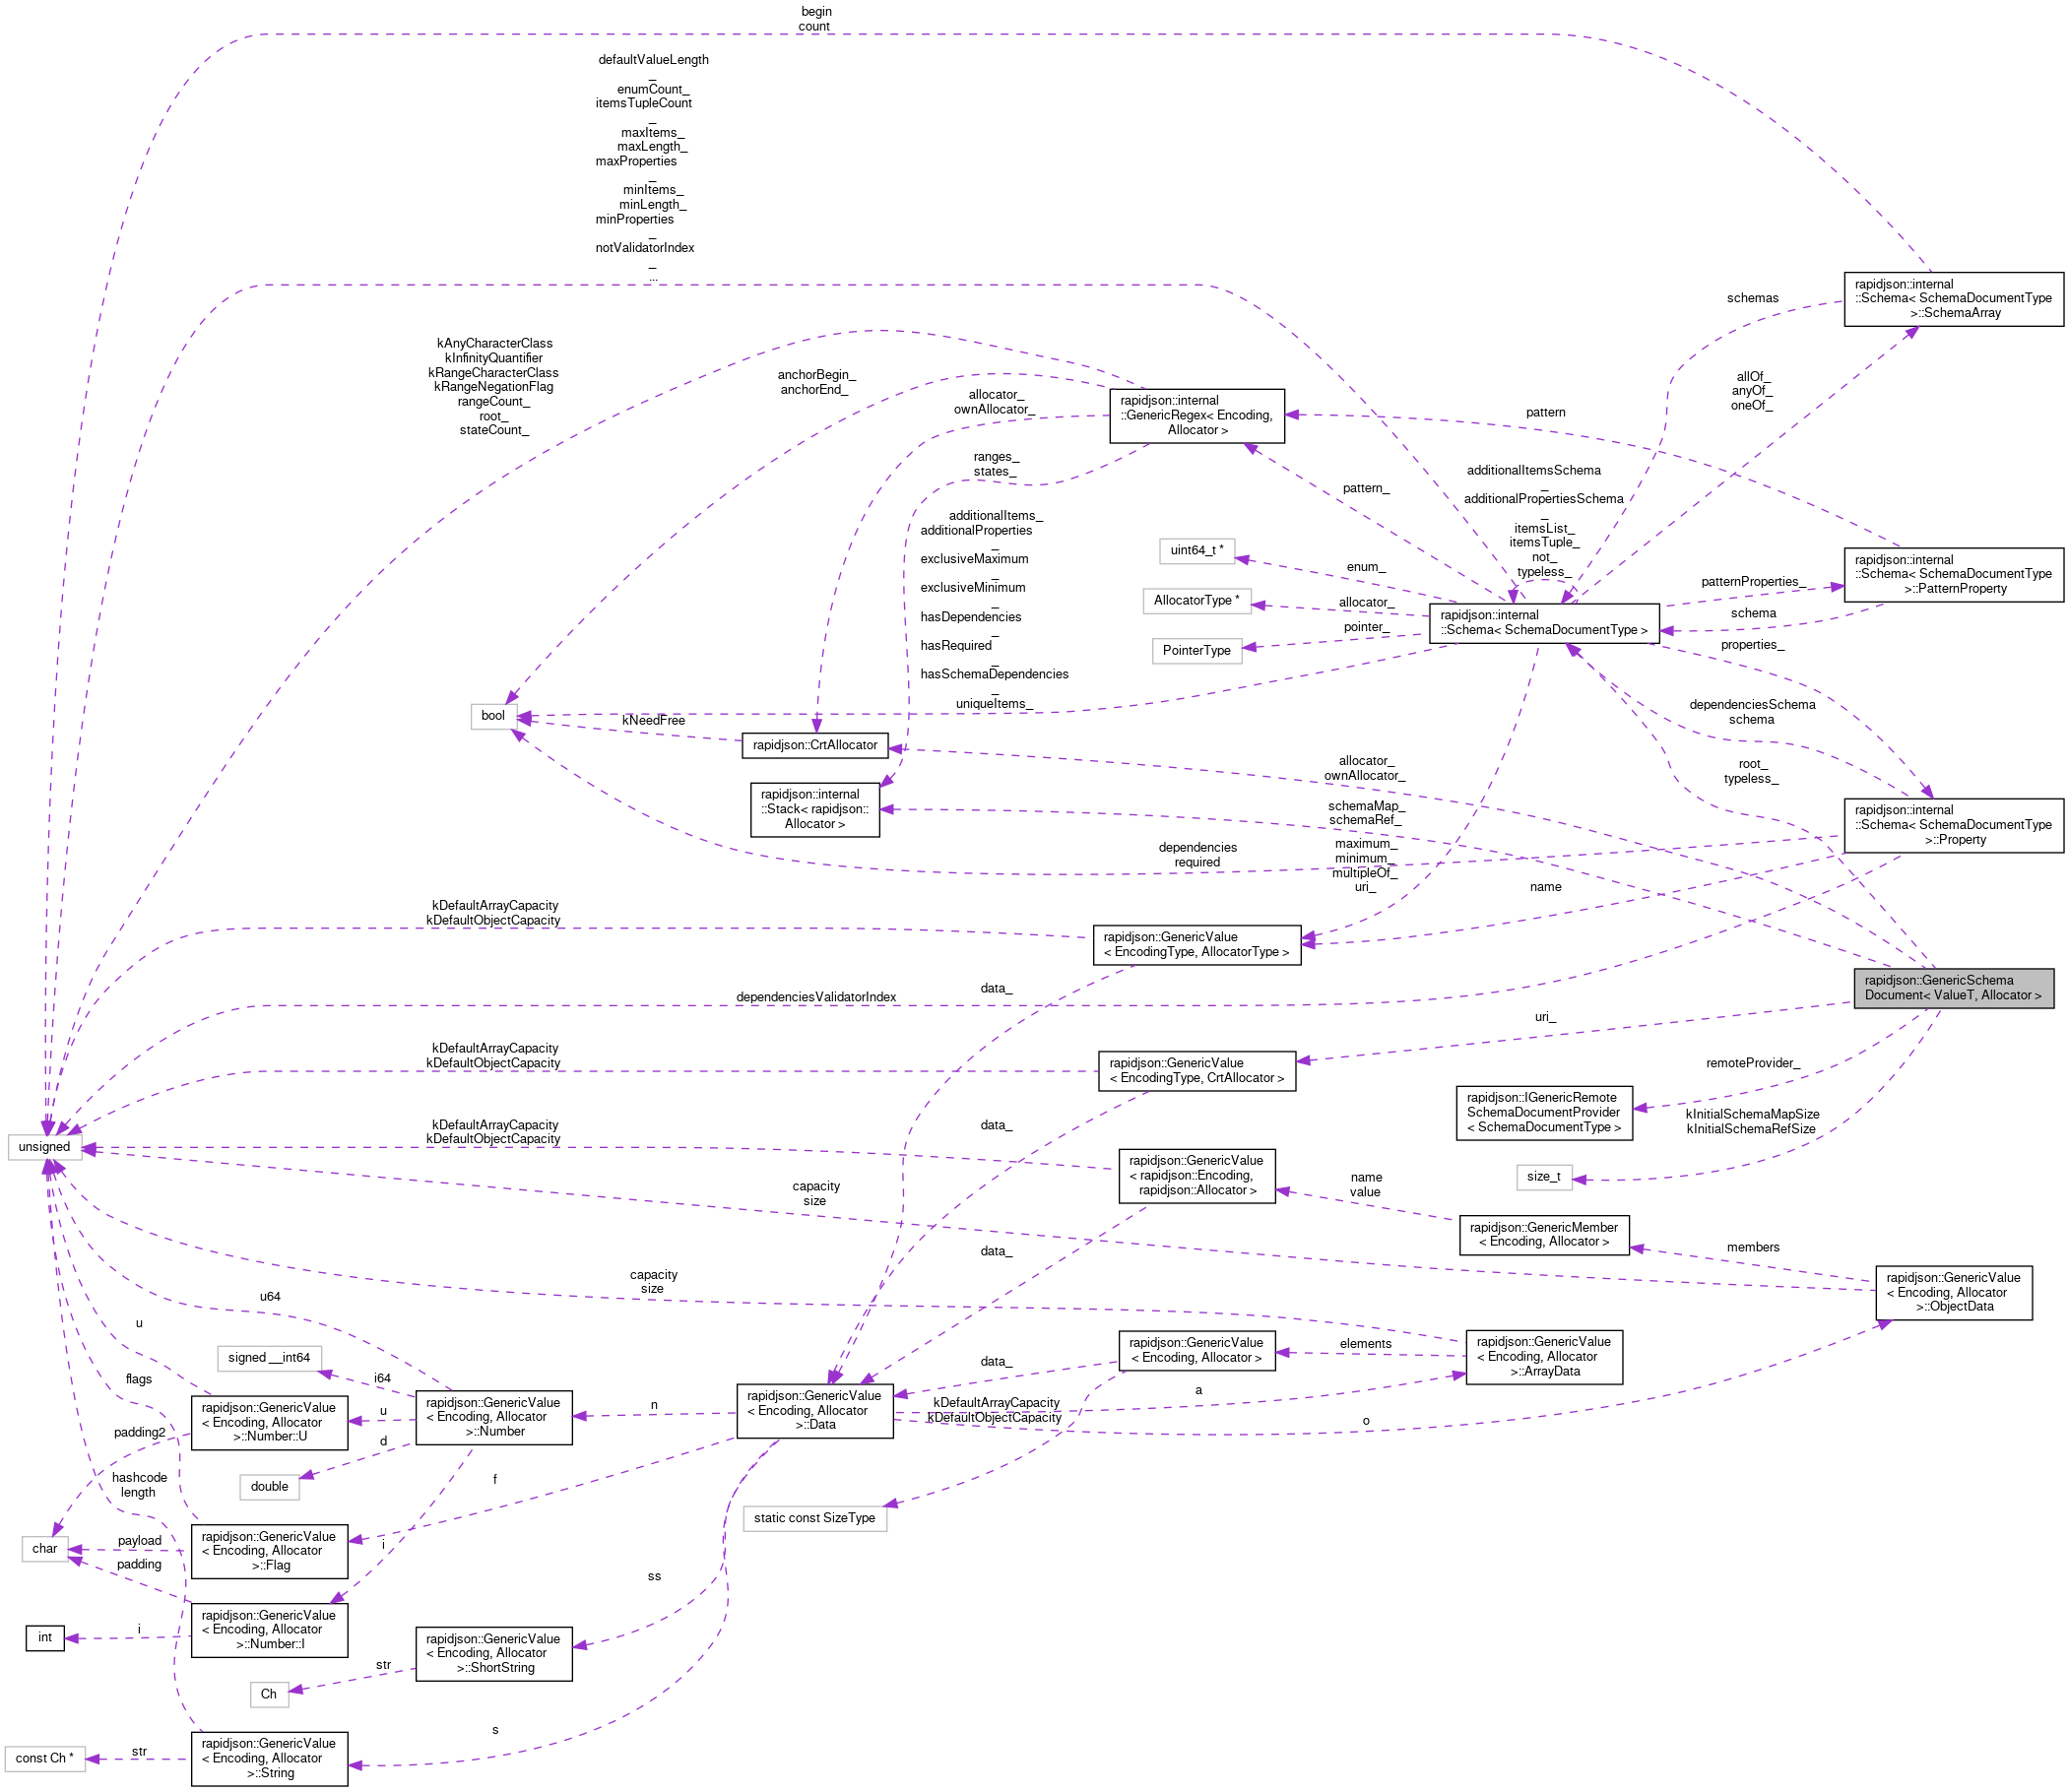 begin
count
defaultValueLength
_
enumCount_
itemsTupleCount
_
maxItems_
maxLength_
maxProperties
_
minItems_
minLength_
minProperties
_
notValidatorIndex
_
...
rapidjson::internal
::Schema< SchemaDocumentType
>::SchemaArray
schemas
kAnyCharacterClass
kInfinityQuantifier
kRangeCharacterClass
kRangeNegationFlag
rangeCount_
root_
stateCount_
anchorBegin_
anchorEnd_
allocator_
ownAllocator_
rapidjson::internal
::GenericRegex< Encoding,
Allocator >
allOf_
anyOf_
oneOf_
pattern
ranges_
states_
pattern_
additionalItemsSchema
_
additionalPropertiesSchema
_
itemsList_
itemsTuple_
not_
typeless_
additionalItems_
additionalProperties
_
exclusiveMaximum
_
exclusiveMinimum
_
hasDependencies
_
hasRequired
_
hasSchemaDependencies
_
uniqueItems_
uint64_t *
enum_
AllocatorType *
allocator_
PointerType
pointer_
rapidjson::internal
::Schema< SchemaDocumentType >
rapidjson::internal
::Schema< SchemaDocumentType
>::PatternProperty
patternProperties_
schema
properties_
bool
kNeedFree
rapidjson::CrtAllocator
dependenciesSchema
schema
root_
typeless_
allocator_
ownAllocator_
rapidjson::internal
::Stack< rapidjson::
Allocator >
schemaMap_
schemaRef_
rapidjson::internal
::Schema< SchemaDocumentType
>::Property
dependencies
required
maximum_
minimum_
multipleOf_
uri_
name
kDefaultArrayCapacity
kDefaultObjectCapacity
rapidjson::GenericValue
< EncodingType, AllocatorType >
dependenciesValidatorIndex
data_
rapidjson::GenericSchema
Document< ValueT, Allocator >
uri_
kDefaultArrayCapacity
kDefaultObjectCapacity
rapidjson::GenericValue
< EncodingType, CrtAllocator >
remoteProvider_
rapidjson::IGenericRemote
SchemaDocumentProvider
< SchemaDocumentType >
kInitialSchemaMapSize
kInitialSchemaRefSize
unsigned
kDefaultArrayCapacity
kDefaultObjectCapacity
data_
rapidjson::GenericValue
< rapidjson::Encoding,
rapidjson::Allocator >
size_t
capacity
size
name
value
rapidjson::GenericMember
< Encoding, Allocator >
members
data_
rapidjson::GenericValue
< Encoding, Allocator
>::ObjectData
capacity
size
u64
u
signed __int64
i64
rapidjson::GenericValue
< Encoding, Allocator >
elements
rapidjson::GenericValue
< Encoding, Allocator
>::ArrayData
data_
flags
rapidjson::GenericValue
< Encoding, Allocator
>::Number::U
u
rapidjson::GenericValue
< Encoding, Allocator
>::Number
n
rapidjson::GenericValue
< Encoding, Allocator
>::Data
a
kDefaultArrayCapacity
kDefaultObjectCapacity
o
padding2
d
double
hashcode
length
f
static const SizeType
char
payload
padding
rapidjson::GenericValue
< Encoding, Allocator
>::Flag
i
ss
int
i
rapidjson::GenericValue
< Encoding, Allocator
>::Number::I
rapidjson::GenericValue
< Encoding, Allocator
>::ShortString
str
Ch
s
const Ch *
str
rapidjson::GenericValue
< Encoding, Allocator
>::String